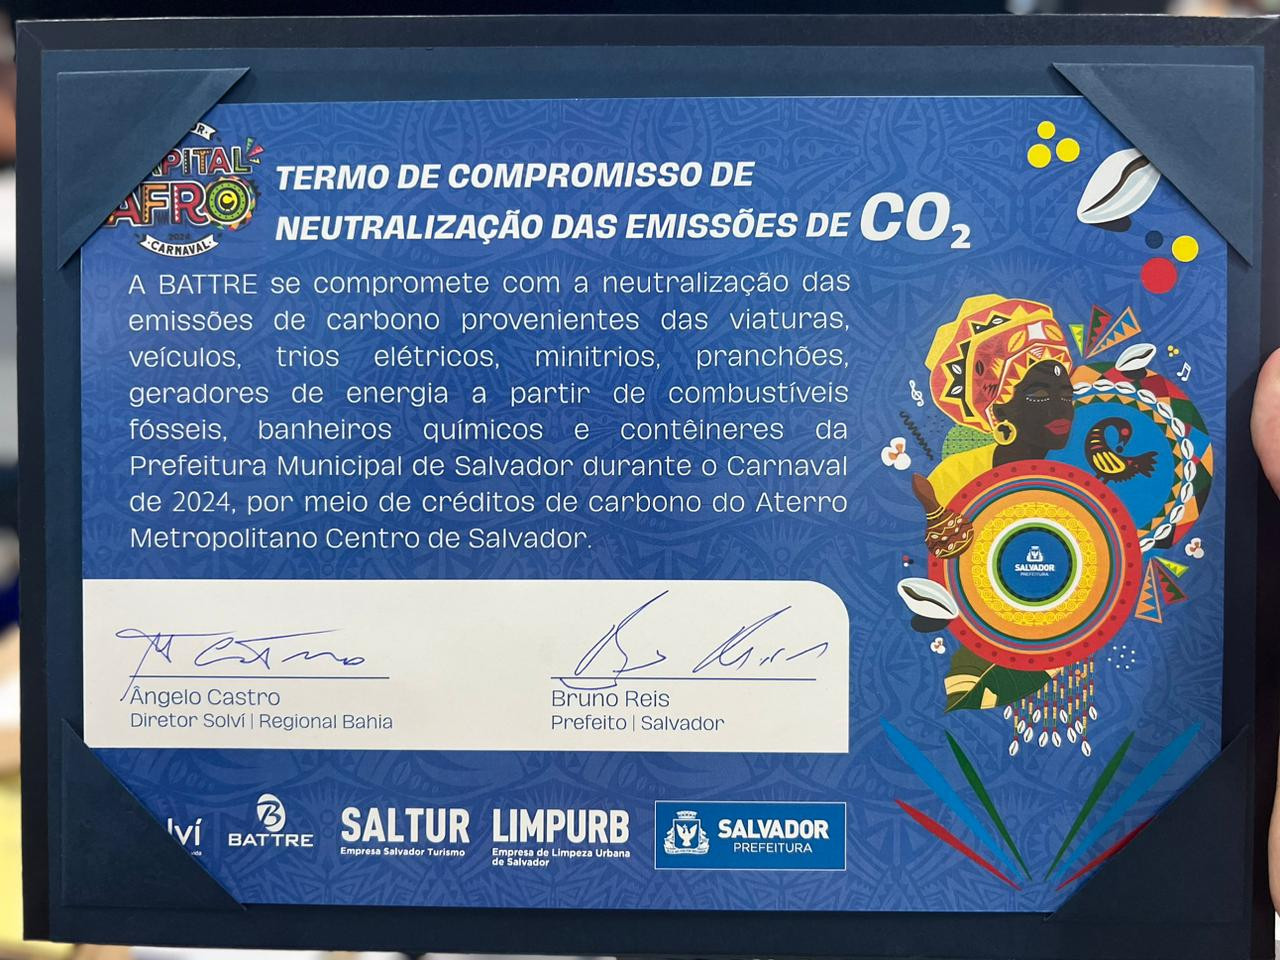 CAPITAL
AFRO
2024
CARNAVAL
TERMO DE COMPROMISSO DE
NEUTRALIZAÇÃO DAS EMISSÕES DE CO₂
A BATTRE se compromete com a neutralização das
emissões de carbono provenientes das viaturas,
veículos, trios elétricos, minitrios, pranchões,
geradores de energia a partir de combustíveis
fósseis, banheiros químicos e contêineres da
Prefeitura Municipal de Salvador durante o Carnaval
de 2024, por meio de créditos de carbono do Aterro
Metropolitano Centro de Salvador.
SALVADOR
PREFEITURA
Ângelo Castro
Diretor Solví | Regional Bahia
Bruno Reis
Prefeito | Salvador
lví
BATTRE
SALTUR
Empresa Salvador Turismo
LIMPURB
Empresa de Limpeza Urbana
de Salvador
SALVADOR
PREFEITURA